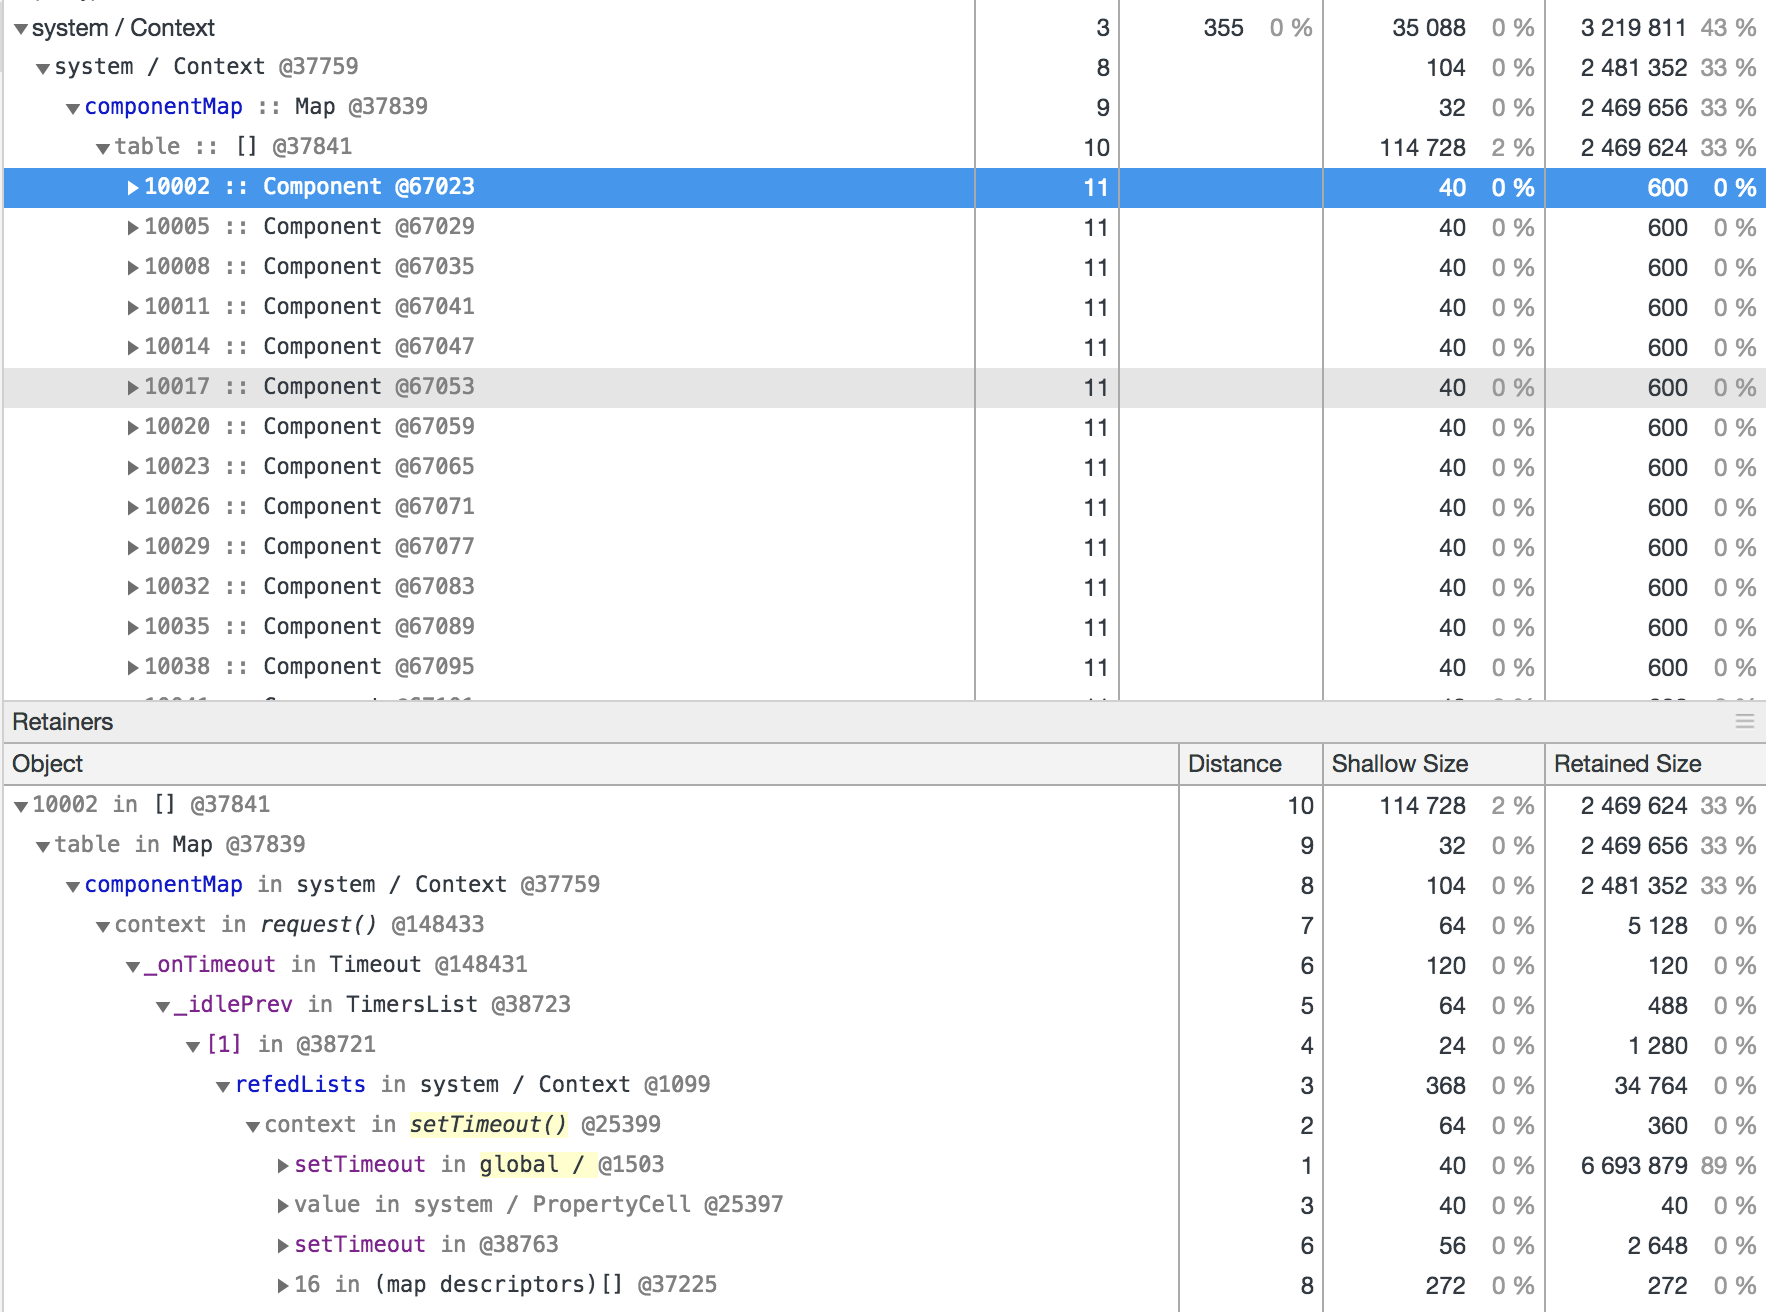 system / Context 3 355 0 % 35 088 0 % 3 219 811 43 %
system / Context @37759 8 104 0 % 2 481 352 33 %
componentMap :: Map @37839 9 32 0 % 2 469 656 33 %
table :: [] @37841 10 114 728 2 % 2 469 624 33 %
10002 :: Component @67023 11 40 0 % 600 0 %
10005 :: Component @67029 11 40 0 % 600 0 %
10008 :: Component @67035 11 40 0 % 600 0 %
10011 :: Component @67041 11 40 0 % 600 0 %
10014 :: Component @67047 11 40 0 % 600 0 %
10017 :: Component @67053 11 40 0 % 600 0 %
10020 :: Component @67059 11 40 0 % 600 0 %
10023 :: Component @67065 11 40 0 % 600 0 %
10026 :: Component @67071 11 40 0 % 600 0 %
10029 :: Component @67077 11 40 0 % 600 0 %
10032 :: Component @67083 11 40 0 % 600 0 %
10035 :: Component @67089 11 40 0 % 600 0 %
10038 :: Component @67095 11 40 0 % 600 0 %
Retainers
Object Distance Shallow Size Retained Size
10002 in [] @37841 10 114 728 2 % 2 469 624 33 %
table in Map @37839 9 32 0 % 2 469 656 33 %
componentMap in system / Context @37759 8 104 0 % 2 481 352 33 %
context in request() @148433 7 64 0 % 5 128 0 %
_onTimeout in Timeout @148431 6 120 0 % 120 0 %
_idlePrev in TimersList @38723 5 64 0 % 488 0 %
[1] in @38721 4 24 0 % 1 280 0 %
refedLists in system / Context @1099 3 368 0 % 34 764 0 %
context in setTimeout() @25399 2 64 0 % 360 0 %
setTimeout in global / @1503 1 40 0 % 6 693 879 89 %
value in system / PropertyCell @25397 3 40 0 % 40 0 %
setTimeout in @38763 6 56 0 % 2 648 0 %
16 in (map descriptors)[] @37225 8 272 0 % 272 0 %